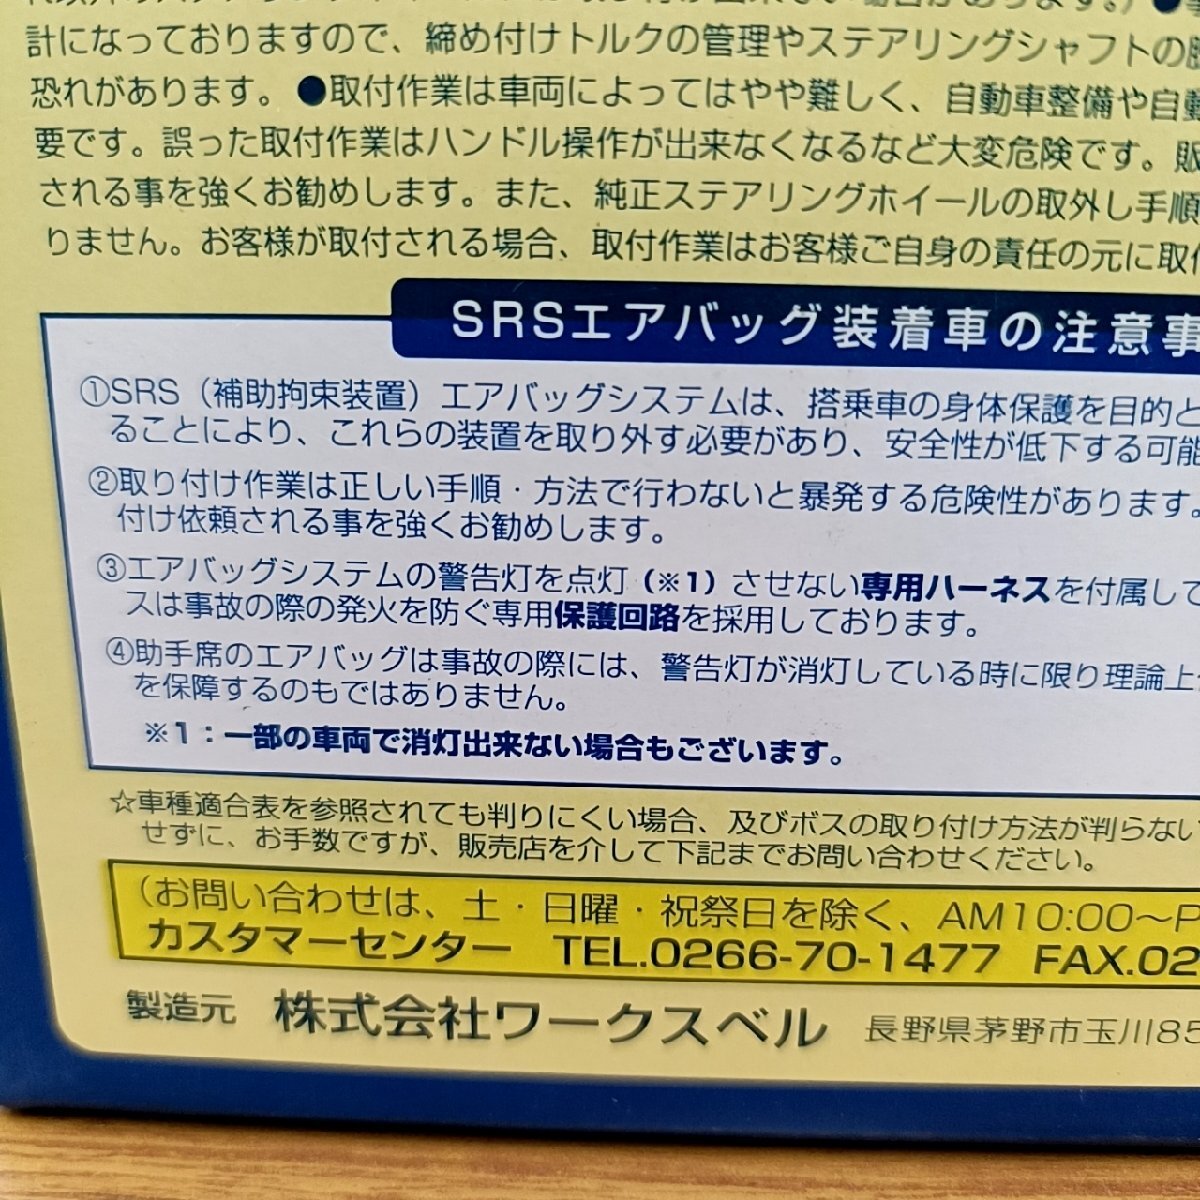 計になっておりますので、締め付けトルクの管理やステアリングシャフトの
恐れがあります。●取付作業は車両によってはやや難しく、自動車整備や自
要です。誤った取付作業はハンドル操作が出来なくなるなど大変危険です。販
される事を強くお勧めします。また、純正ステアリングホイールの取外し手順
りません。お客様が取付される場合、取付作業はお客様ご自身の責任の元に取
SRSエアバッグ装着車の注意事
①SRS（補助拘束装置）エアバッグシステムは、搭乗車の身体保護を目的と
ることにより、これらの装置を取り外す必要があり、安全性が低下する可能
②取り付け作業は正しい手順・方法で行わないと暴発する危険性があります。
付け依頼される事を強くお勧めします。
③エアバッグシステムの警告灯を点灯（※1）させない専用ハーネスを付属して
スは事故の際の発火を防ぐ専用保護回路を採用しております。
④助手席のエアバッグは事故の際には、警告灯が消灯している時に限り理論上
を保障するのもではありません。
※1：一部の車両で消灯出来ない場合もございます。
☆車種適合表を参照されても判りにくい場合、及びボスの取り付け方法が判らない
せずに、お手数ですが、販売店を介して下記までお問い合わせください。
（お問い合わせは、土・日曜・祝祭日を除く、AM10:00〜P
カスタマーセンター TEL.0266-70-1477 FAX.02
製造元 株式会社ワークスベル 長野県茅野市玉川85